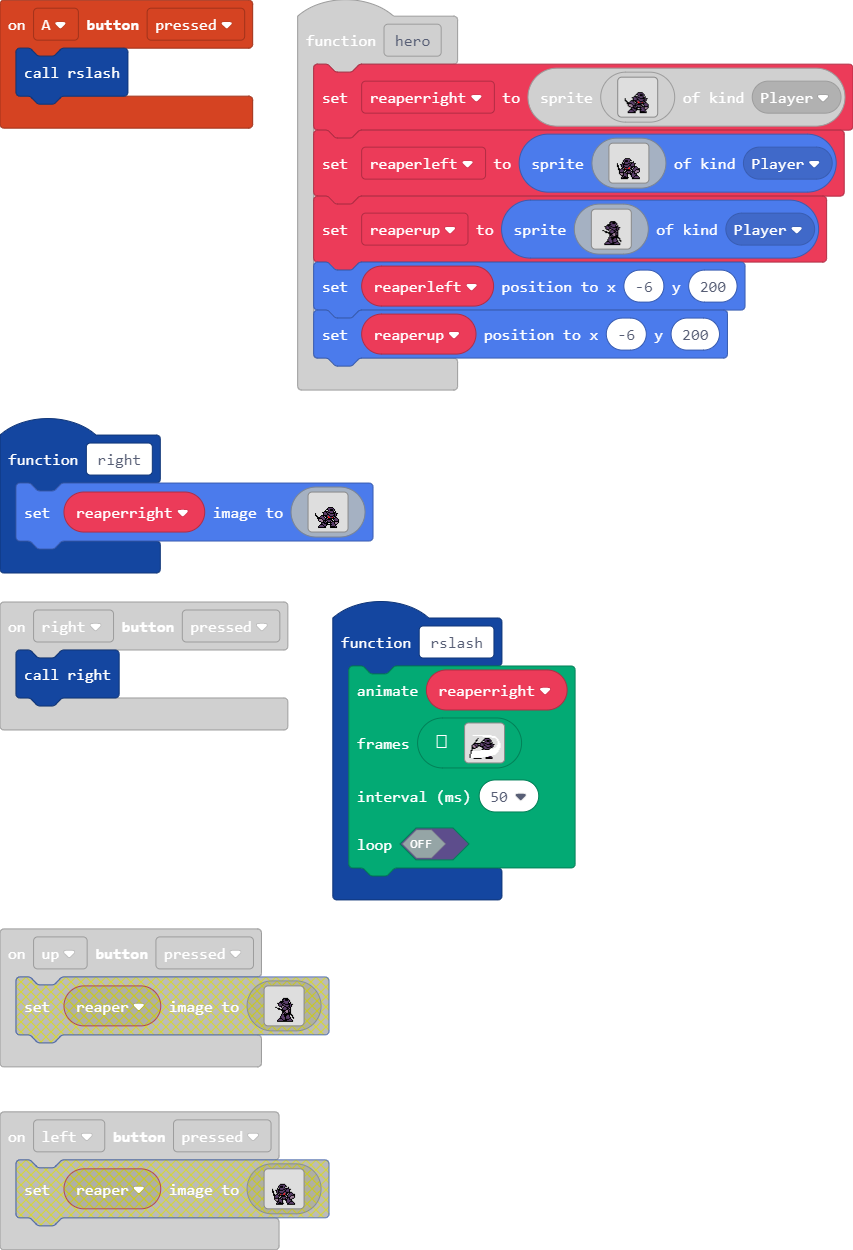 on A button pressed
call rslash
function hero
set reaperright to sprite of kind Player
set reaperleft to sprite of kind Player
set reaperup to sprite of kind Player
set reaperleft position to x -6 y 200
set reaperup position to x -6 y 200
function right
set reaperright image to
on right button pressed
call right
function rslash
animate reaperright
frames
interval (ms) 50
loop OFF
on up button pressed
set reaper image to
on left button pressed
set reaper image to